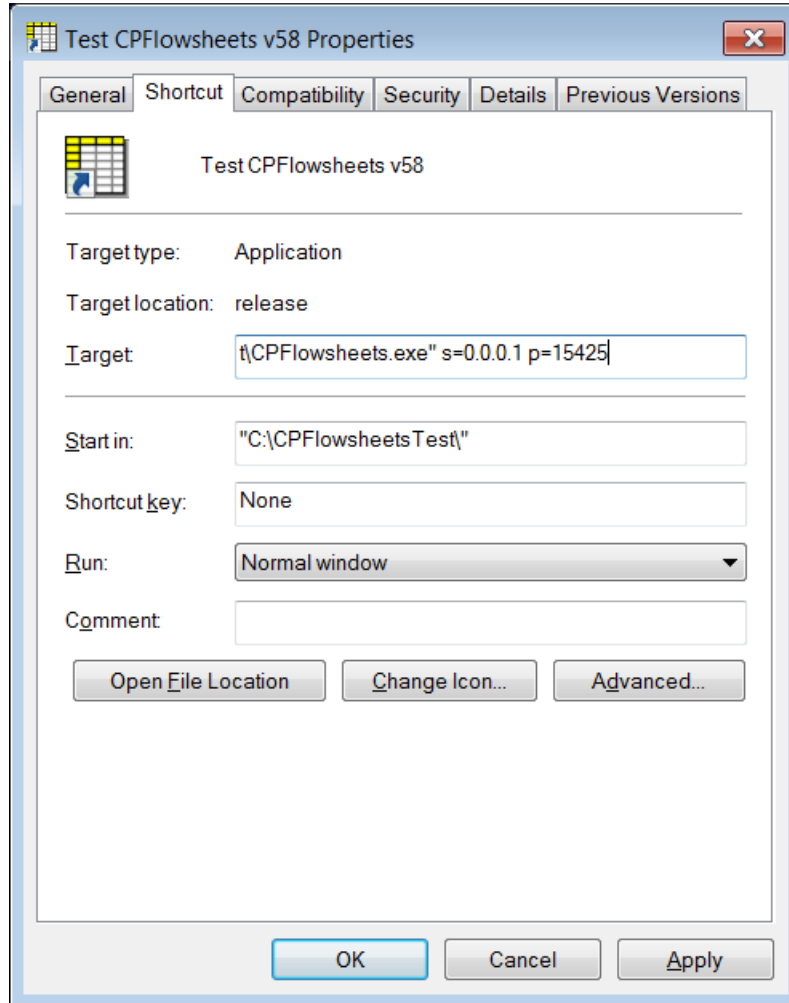 Test CPFlowsheets v58 Properties
General Shortcut Compatibility Security Details Previous Versions
Test CPFlowsheets v58
Target type: Application
Target location: release
Target: t\CPFlowsheets.exe" s=0.0.0.1 p=15425
Start in: "C:\CPFlowsheetsTest\"
Shortcut key: None
Run: Normal window
Comment:
Open File Location Change Icon... Advanced...
OK Cancel Apply